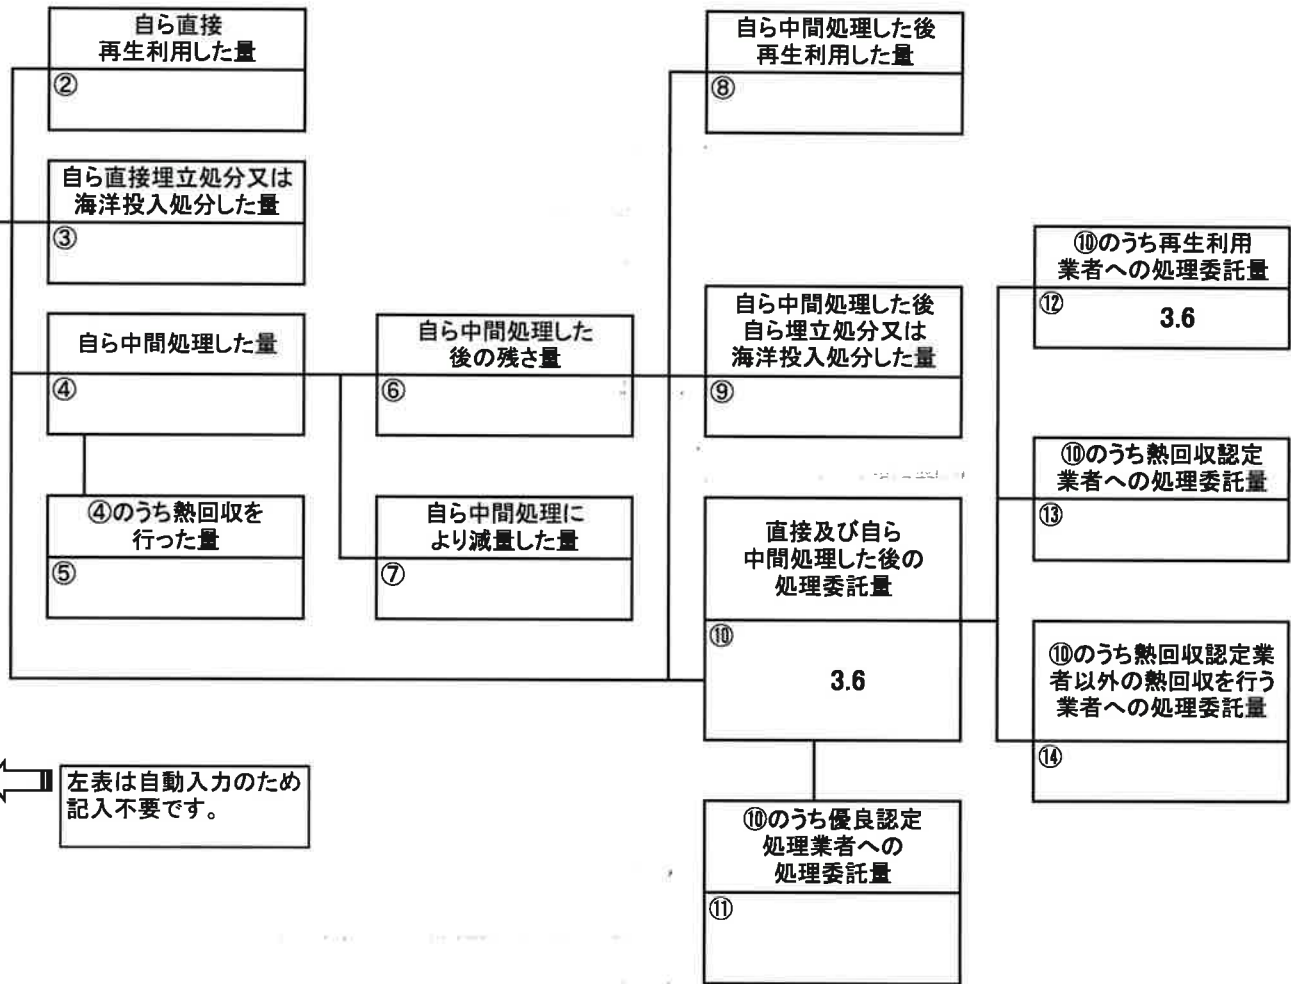 自ら直接
再生利用した量
②
自ら直接埋立処分又は
海洋投入処分した量
③
自ら中間処理した量
④
④のうち熱回収を
行った量
⑤
自ら中間処理した
後の残さ量
⑥
自ら中間処理に
より減量した量
⑦
自ら中間処理した後
再生利用した量
⑧
自ら中間処理した後
自ら埋立処分又は
海洋投入処分した量
⑨
直接及び自ら
中間処理した後の
処理委託量
⑩
3.6
⑩のうち優良認定
処理業者への
処理委託量
⑪
⑩のうち再生利用
業者への処理委託量
⑫
3.6
⑩のうち熱回収認定
業者への処理委託量
⑬
⑩のうち熱回収認定業
者以外の熱回収を行う
業者への処理委託量
⑭
左表は自動入力のため
記入不要です。